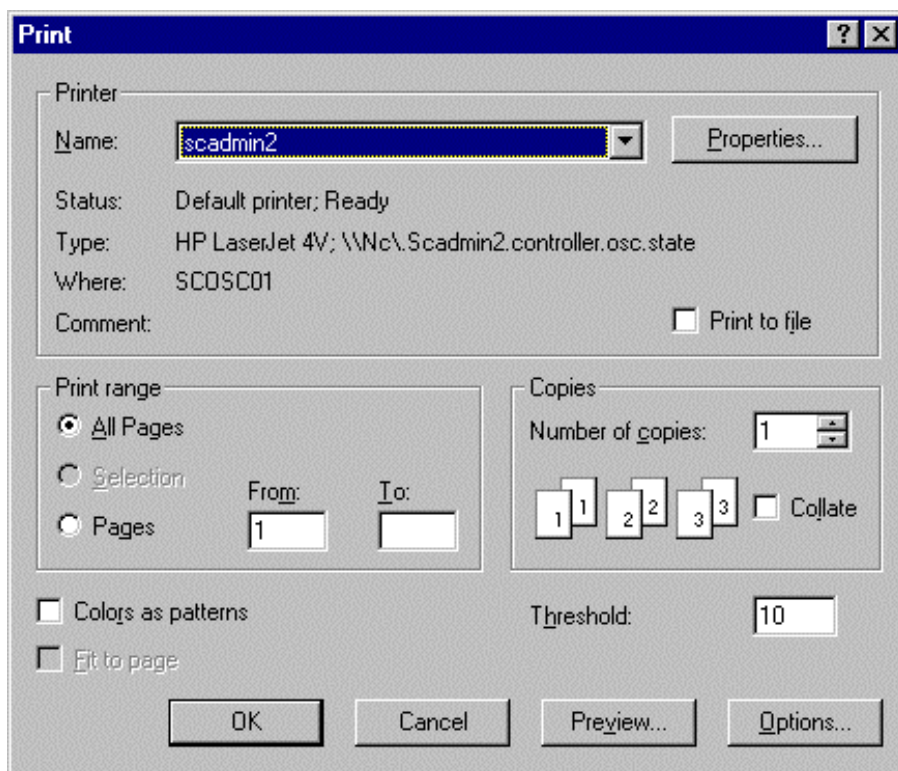 Print
Printer
Name: scadmin2 Properties...
Status: Default printer; Ready
Type: HP LaserJet 4V; \\Nc\.Scadmin2.controller.osc.state
Where: SCOSC01
Comment: Print to file
Print range
All Pages
Selection
From: To:
Pages 1
Copies
Number of copies: 1
1 1 2 2 3 3 Collate
Colors as patterns
Threshold: 10
Fit to page
OK Cancel Preview... Options...